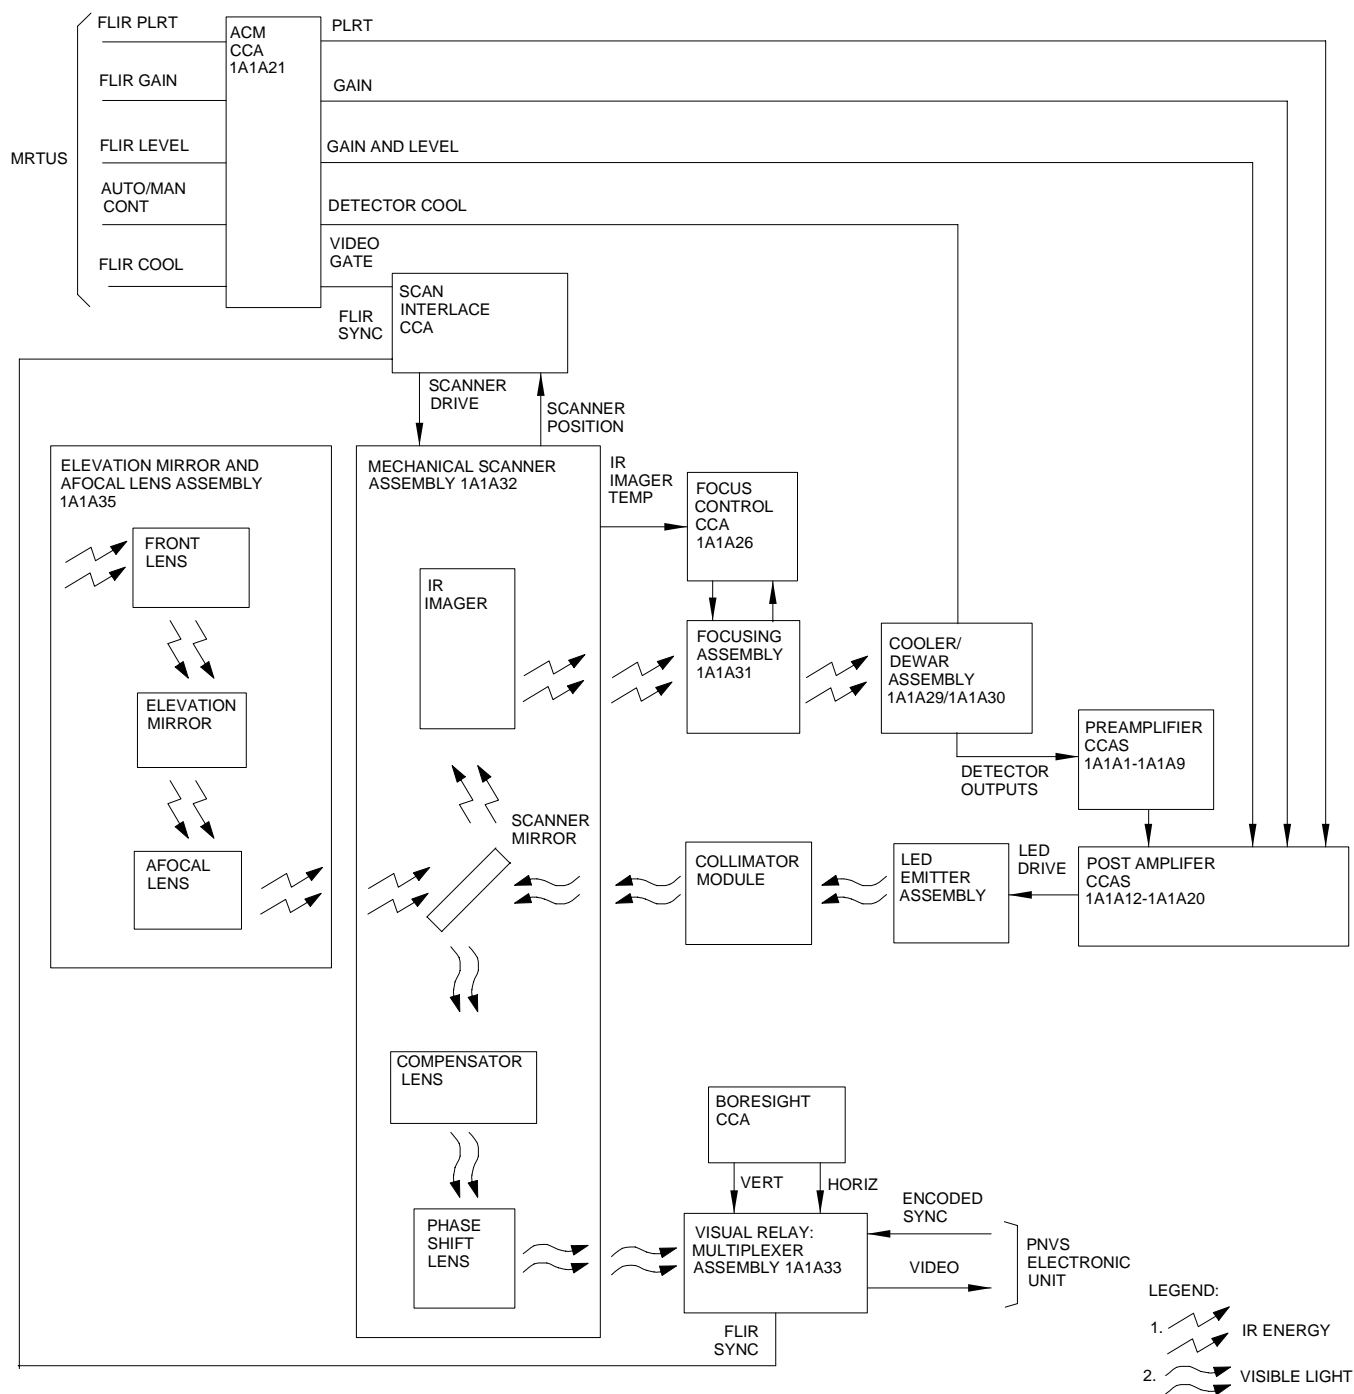 FLIR PLRT
FLIR GAIN
MRTUS
FLIR LEVEL
AUTO/MAN
CONT
FLIR COOL
ACM
CCA
1A1A21
PLRT
GAIN
GAIN AND LEVEL
DETECTOR COOL
VIDEO
GATE
FLIR
SYNC
SCAN
INTERLACE
CCA
SCANNER
DRIVE
SCANNER
POSITION
ELEVATION MIRROR AND
AFOCAL LENS ASSEMBLY
1A1A35
FRONT
LENS
ELEVATION
MIRROR
AFOCAL
LENS
MECHANICAL SCANNER
ASSEMBLY 1A1A32
IR
IMAGER
IR
IMAGER
TEMP
FOCUS
CONTROL
CCA
1A1A26
FOCUSING
ASSEMBLY
1A1A31
COOLER/
DEWAR
ASSEMBLY
1A1A29/1A1A30
DETECTOR
OUTPUTS
PREAMPLIFIER
CCAS
1A1A1-1A1A9
SCANNER
MIRROR
COLLIMATOR
MODULE
LED
EMITTER
ASSEMBLY
LED
DRIVE
POST AMPLIFER
CCAS
1A1A12-1A1A20
COMPENSATOR
LENS
PHASE
SHIFT
LENS
BORESIGHT
CCA
VERT
HORIZ
VISUAL RELAY:
MULTIPLEXER
ASSEMBLY 1A1A33
ENCODED
SYNC
VIDEO
PNVS
ELECTRONIC
UNIT
FLIR
SYNC
LEGEND:
1. IR ENERGY
2. VISIBLE LIGHT